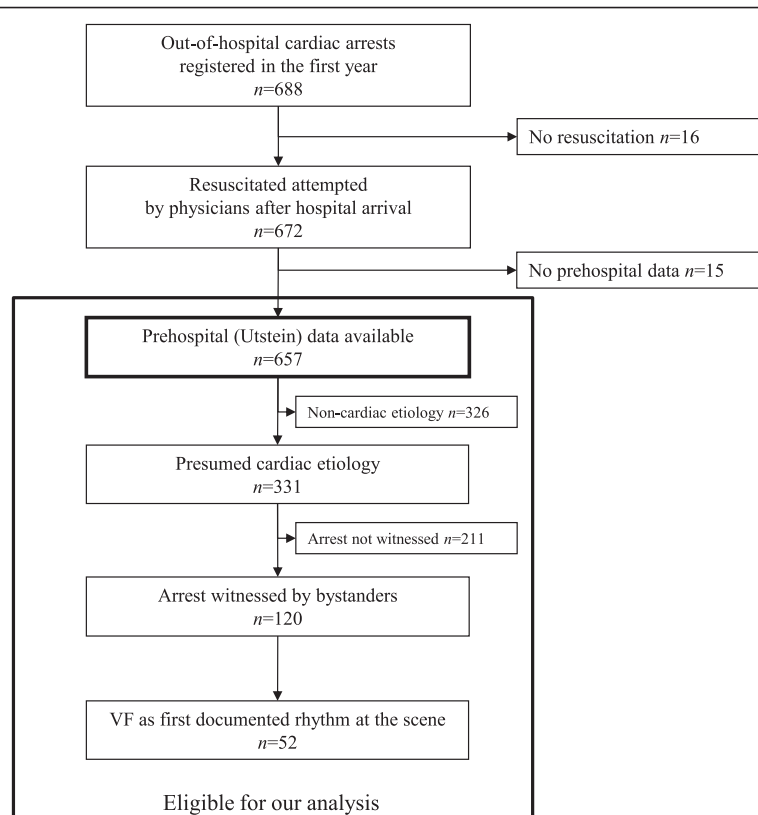 Out-of-hospital cardiac arrests
registered in the first year
n=688
No resuscitation n=16
Resuscitated attempted
by physicians after hospital arrival
n=672
No prehospital data n=15
Prehospital (Utstein) data available
n=657
Non-cardiac etiology n=326
Presumed cardiac etiology
n=331
Arrest not witnessed n=211
Arrest witnessed by bystanders
n=120
VF as first documented rhythm at the scene
n=52
Eligible for our analysis